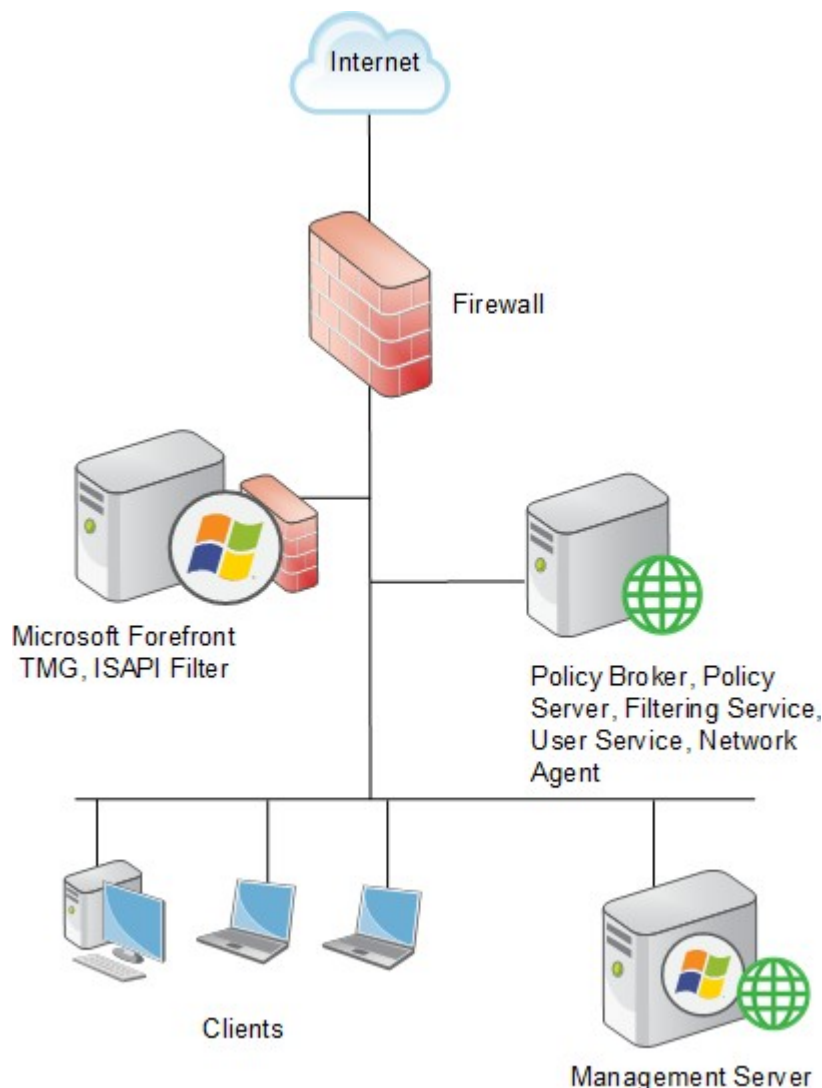 Internet
Firewall
Microsoft Forefront
TMG, ISAPI Filter
Policy Broker, Policy
Server, Filtering Service,
User Service, Network
Agent
Clients
Management Server